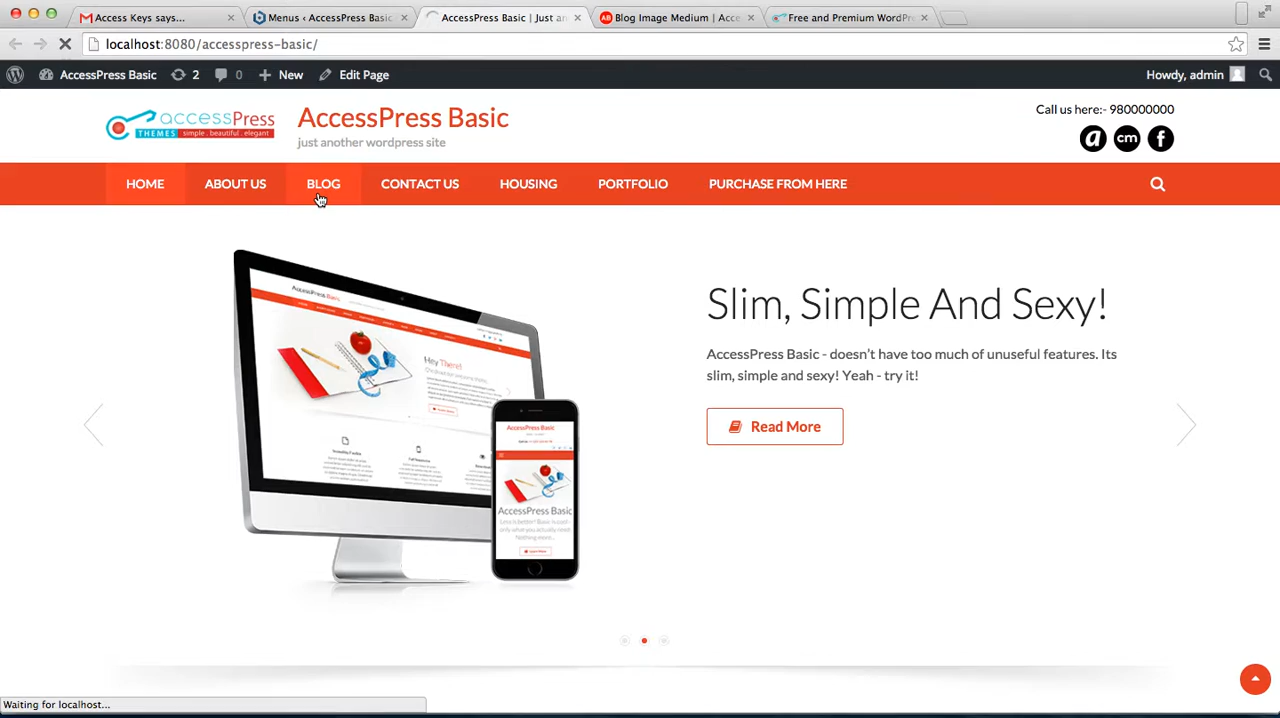 Access Keys says...
Menus ‹ AccessPress Basic
AccessPress Basic | Just an
Blog Image Medium | Acce
Free and Premium WordPr
localhost:8080/accesspress-basic/
AccessPress Basic
2
0
New
Edit Page
Howdy, admin
accessPress
THEMES
simple . beautiful . elegant
AccessPress Basic
just another wordpress site
Call us here:- 980000000
a
cm
f
HOME
ABOUT US
BLOG
CONTACT US
HOUSING
PORTFOLIO
PURCHASE FROM HERE
AccessPress Basic
Hey There!
AccessPress Basic
AccessPress Basic
Slim, Simple And Sexy!
AccessPress Basic - doesn't have too much of unuseful features. Its
slim, simple and sexy! Yeah - try it!
Read More
Waiting for localhost...